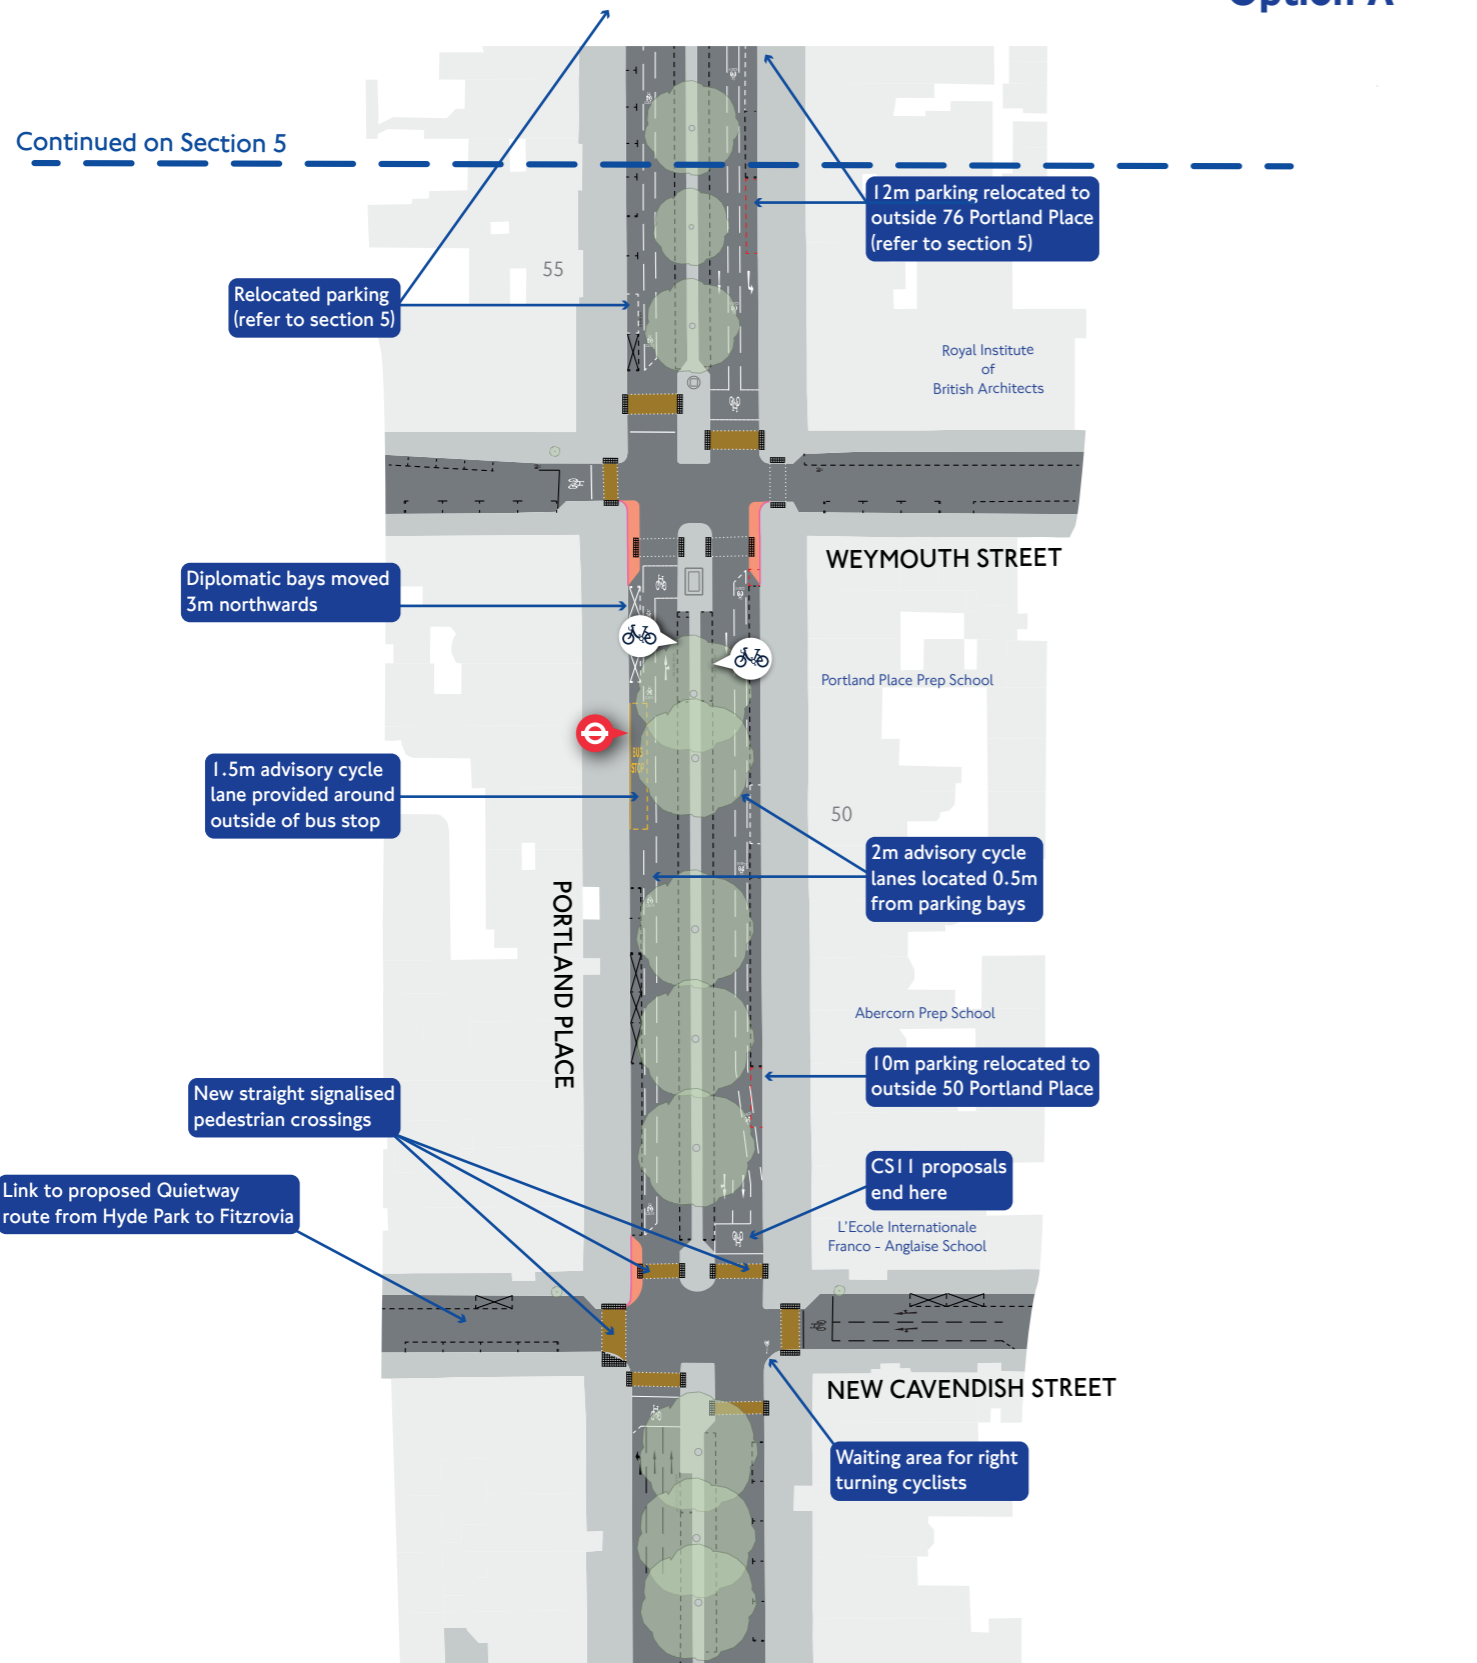 Option A
Continued on Section 5
12m parking relocated to
outside 76 Portland Place
(refer to section 5)
55
Relocated parking
(refer to section 5)
Royal Institute
of
British Architects
WEYMOUTH STREET
Diplomatic bays moved
3m northwards
Portland Place Prep School
BUS
STOP
1.5m advisory cycle
lane provided around
outside of bus stop
50
2m advisory cycle
lanes located 0.5m
from parking bays
PORTLAND PLACE
Abercorn Prep School
10m parking relocated to
outside 50 Portland Place
New straight signalised
pedestrian crossings
CS11 proposals
end here
Link to proposed Quietway
route from Hyde Park to Fitzrovia
L'Ecole Internationale
Franco - Anglaise School
NEW CAVENDISH STREET
Waiting area for right
turning cyclists